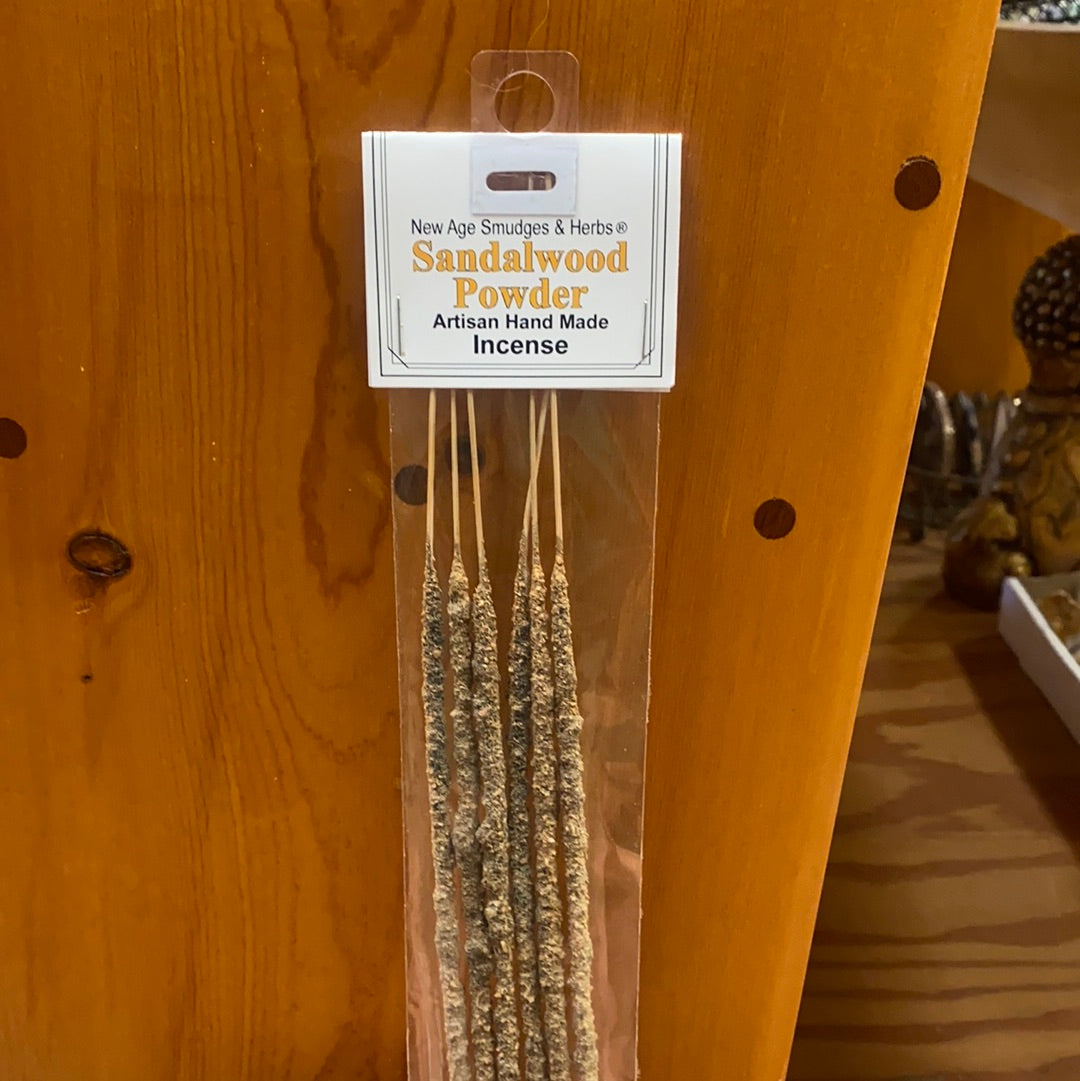 New Age Smudges & Herbs®
Sandalwood
Powder
Artisan Hand Made
Incense